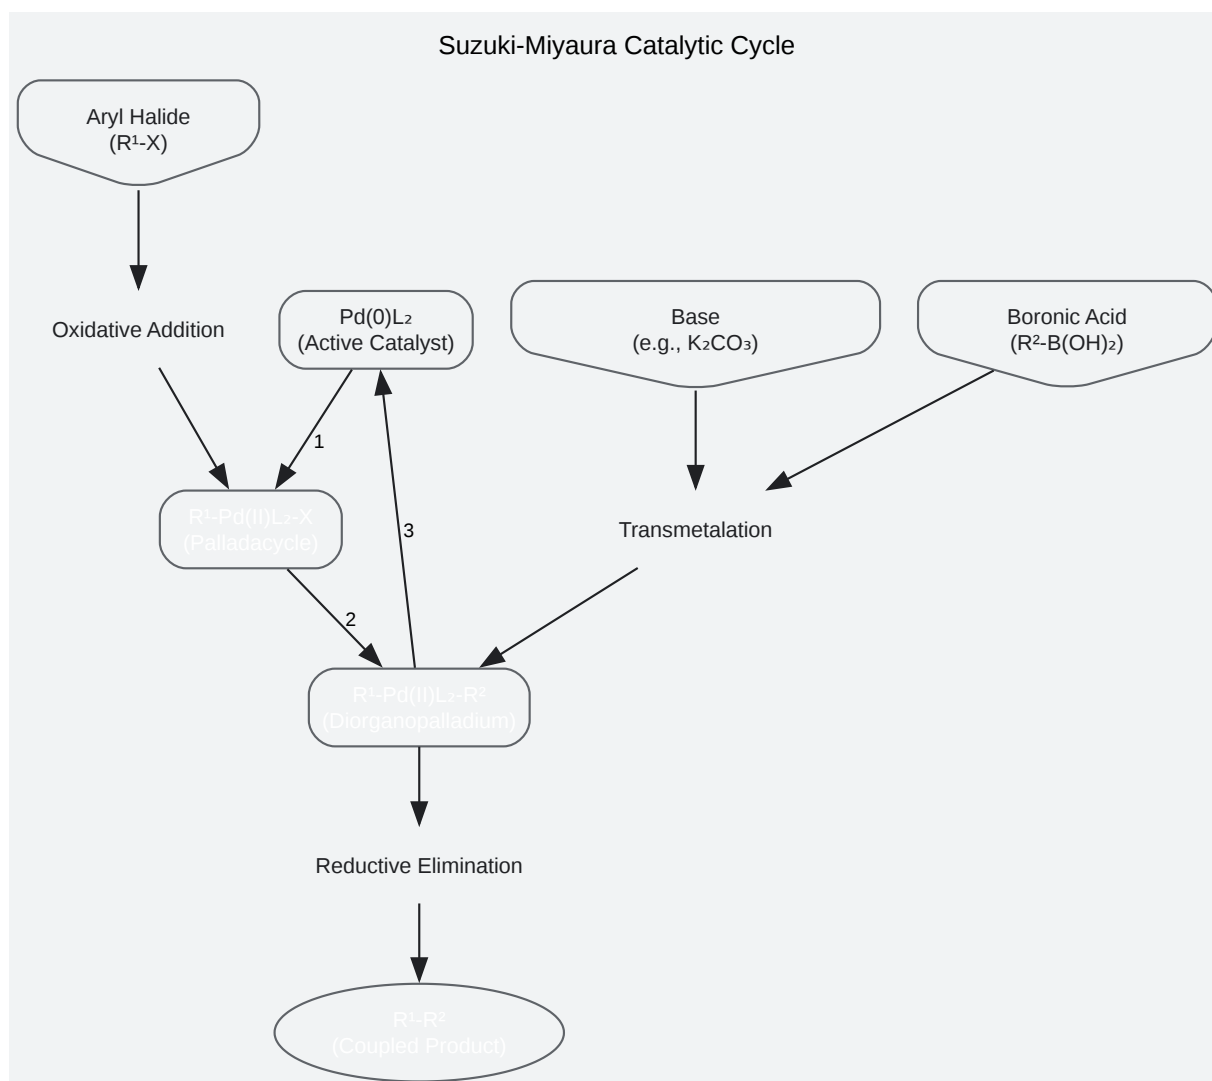 Suzuki-Miyaura Catalytic Cycle
Aryl Halide
(R¹-X)
Oxidative Addition
Pd(0)L₂
(Active Catalyst)
Base
(e.g., K₂CO₃)
Boronic Acid
(R²-B(OH)₂)
1
R¹-Pd(II)L₂-X
(Palladacycle)
3
Transmetalation
2
R¹-Pd(II)L₂-R²
(Diorganopalladium)
Reductive Elimination
R¹-R²
(Coupled Product)